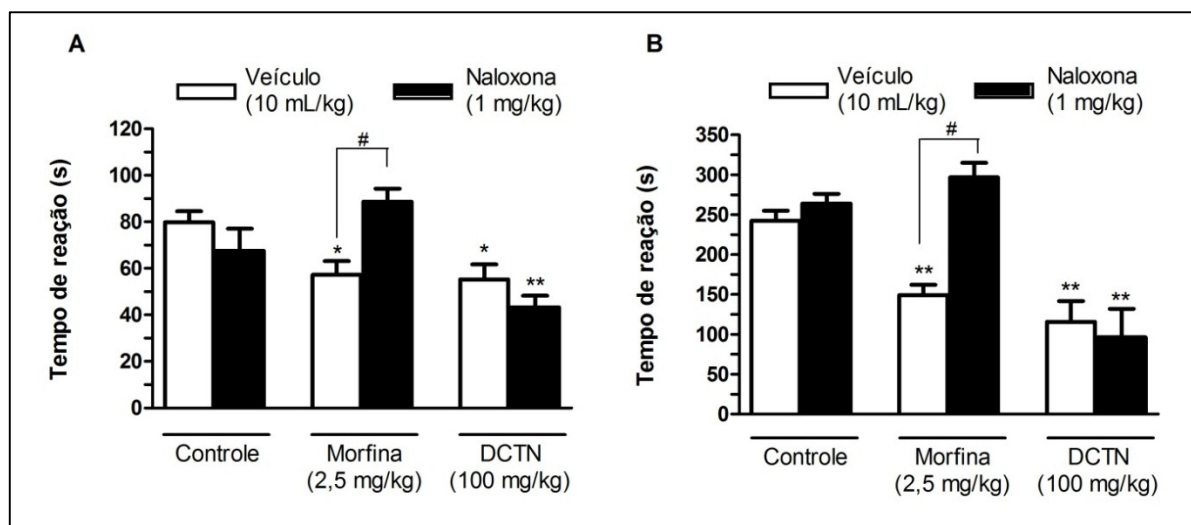 A
Veículo
(10 mL/kg)
Naloxona
(1 mg/kg)
Tempo de reação (s)
120
100
80
60
40
20
0
#
*
*
**
Controle
Morfina
(2,5 mg/kg)
DCTN
(100 mg/kg)
B
Veículo
(10 mL/kg)
Naloxona
(1 mg/kg)
Tempo de reação (s)
350
300
250
200
150
100
50
0
#
**
**
**
Controle
Morfina
(2,5 mg/kg)
DCTN
(100 mg/kg)